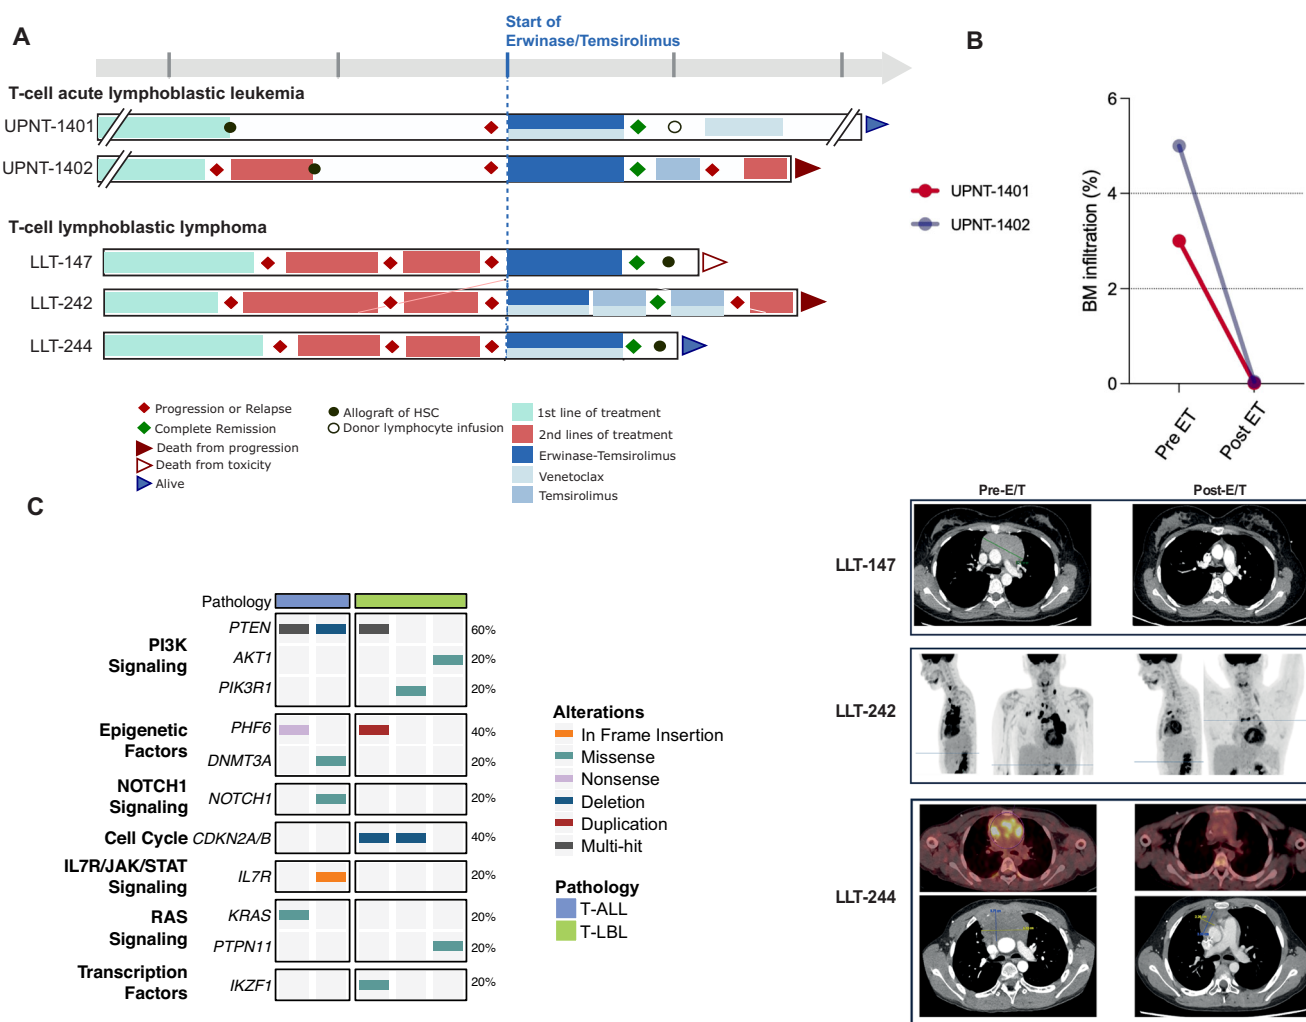 A
Start of
Erwinase/Temsirolimus
T-cell acute lymphoblastic leukemia
UPNT-1401
UPNT-1402
T-cell lymphoblastic lymphoma
LLT-147
LLT-242
LLT-244
Progression or Relapse
Complete Remission
Death from progression
Death from toxicity
Alive
Allograft of HSC
Donor lymphocyte infusion
1st line of treatment
2nd lines of treatment
Erwinase-Temsirolimus
Venetoclax
Temsirolimus
B
UPNT-1401
UPNT-1402
BM infiltration (%)
6
4
2
0
Pre ET
Post ET
Pre-E/T
Post-E/T
LLT-147
LLT-242
LLT-244
C
Pathology
PI3K
Signaling
PTEN
60%
AKT1
20%
PIK3R1
20%
Epigenetic
Factors
PHF6
40%
DNMT3A
20%
NOTCH1
Signaling
NOTCH1
20%
Cell Cycle
CDKN2A/B
40%
IL7R/JAK/STAT
Signaling
IL7R
20%
RAS
Signaling
KRAS
20%
PTPN11
20%
Transcription
Factors
IKZF1
20%
Alterations
In Frame Insertion
Missense
Nonsense
Deletion
Duplication
Multi-hit
Pathology
T-ALL
T-LBL